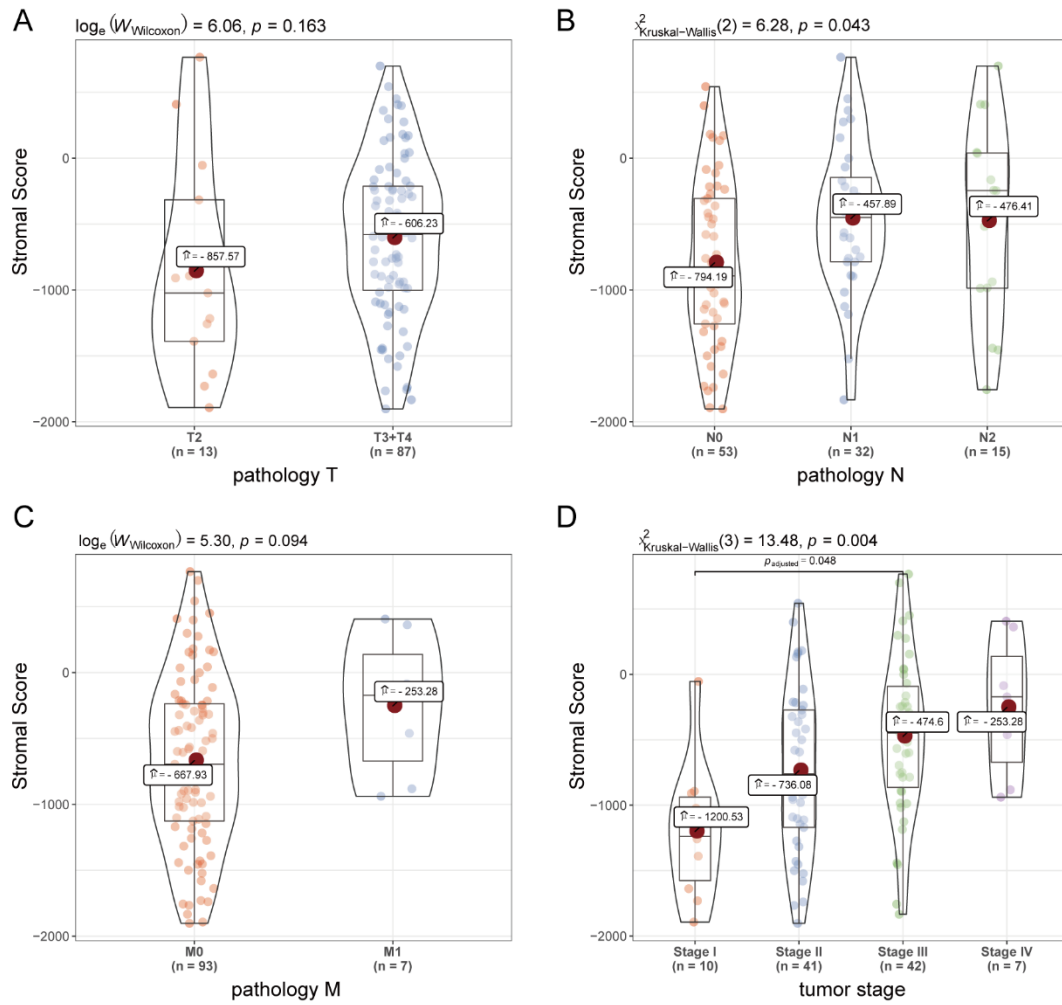 A
logₑ (W_Wilcoxon) = 6.06, p = 0.163
Stromal Score
0
−1000
−2000
μ̂ = - 857.57
μ̂ = - 606.23
T2
(n = 13)
T3+T4
(n = 87)
pathology T
B
χ²_Kruskal−Wallis(2) = 6.28, p = 0.043
Stromal Score
0
−1000
−2000
μ̂ = - 794.19
μ̂ = - 457.89
μ̂ = - 476.41
N0
(n = 53)
N1
(n = 32)
N2
(n = 15)
pathology N
C
logₑ (W_Wilcoxon) = 5.30, p = 0.094
Stromal Score
0
−1000
−2000
μ̂ = - 667.93
μ̂ = - 253.28
M0
(n = 93)
M1
(n = 7)
pathology M
D
χ²_Kruskal−Wallis(3) = 13.48, p = 0.004
p_adjusted = 0.048
Stromal Score
0
−1000
−2000
μ̂ = - 1200.53
μ̂ = - 736.08
μ̂ = - 474.6
μ̂ = - 253.28
Stage I
(n = 10)
Stage II
(n = 41)
Stage III
(n = 42)
Stage IV
(n = 7)
tumor stage